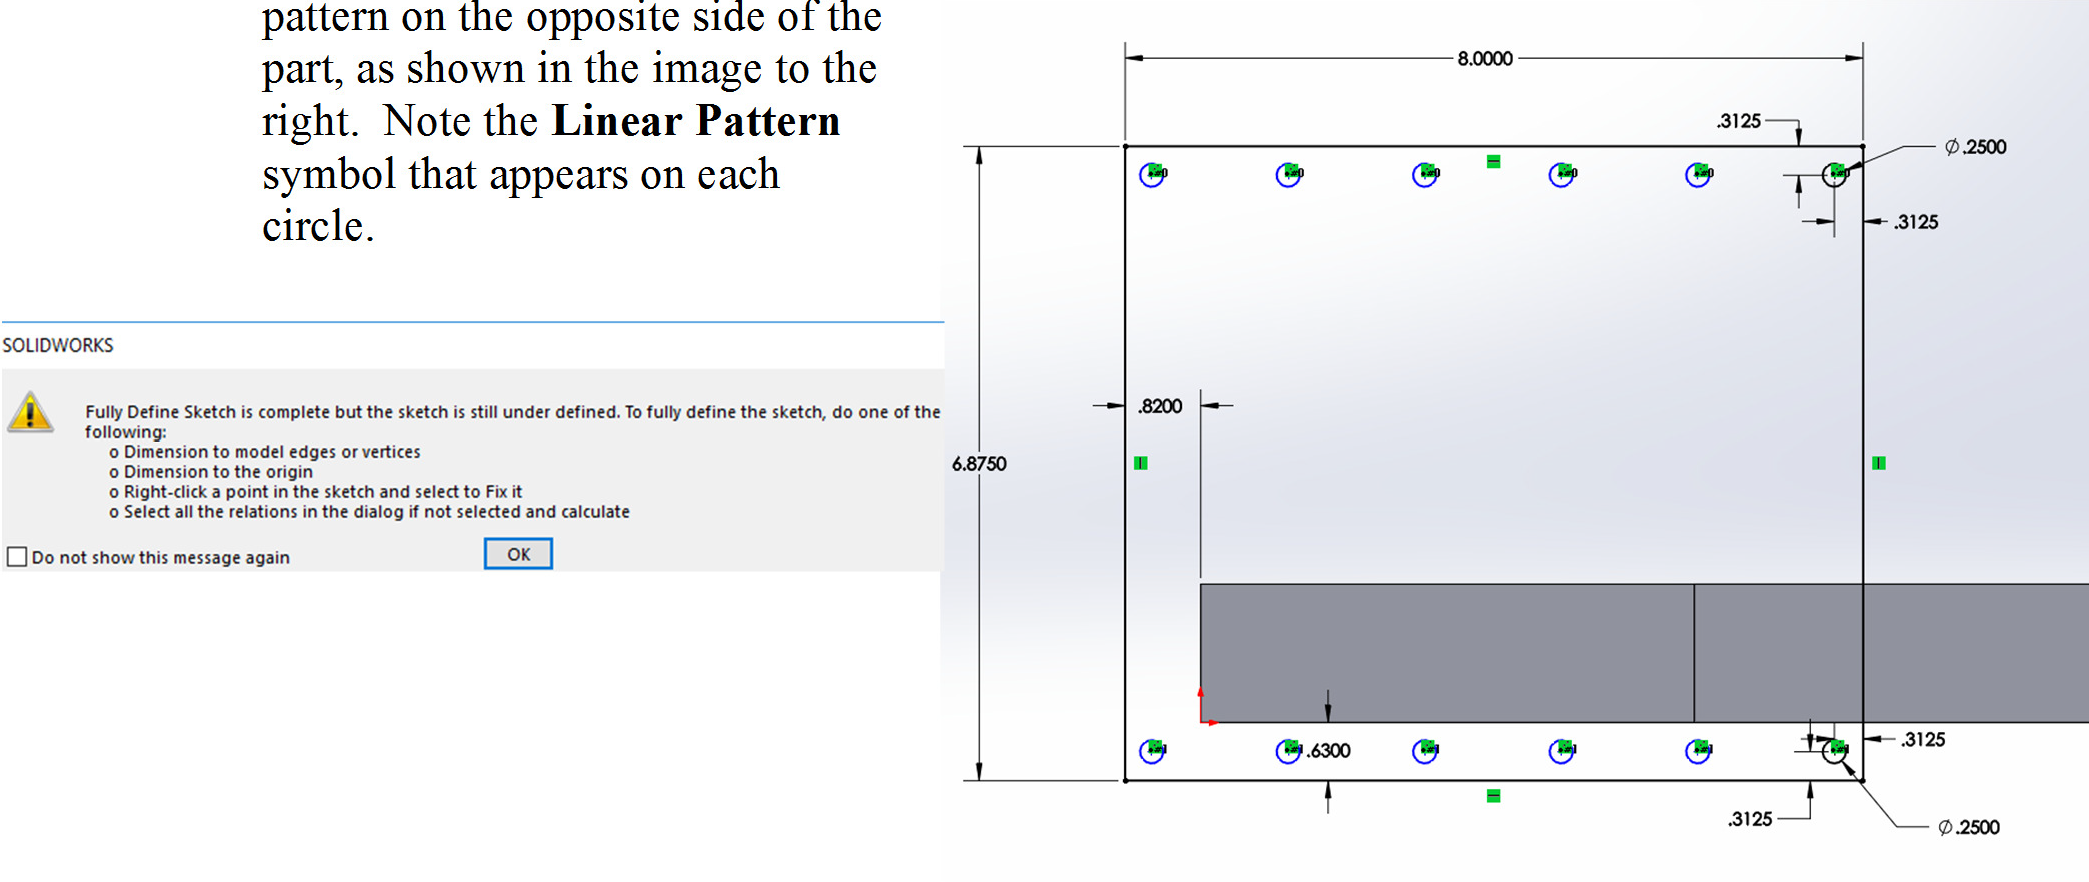 pattern on the opposite side of the
part, as shown in the image to the
right.  Note the Linear Pattern
symbol that appears on each
circle.
SOLIDWORKS
Fully Define Sketch is complete but the sketch is still under defined. To fully define the sketch, do one of the
following:
o Dimension to model edges or vertices
o Dimension to the origin
o Right-click a point in the sketch and select to Fix it
o Select all the relations in the dialog if not selected and calculate
Do not show this message again
OK
8.0000
.3125
∅.2500
.3125
.8200
6.8750
.6300
.3125
.3125
∅.2500